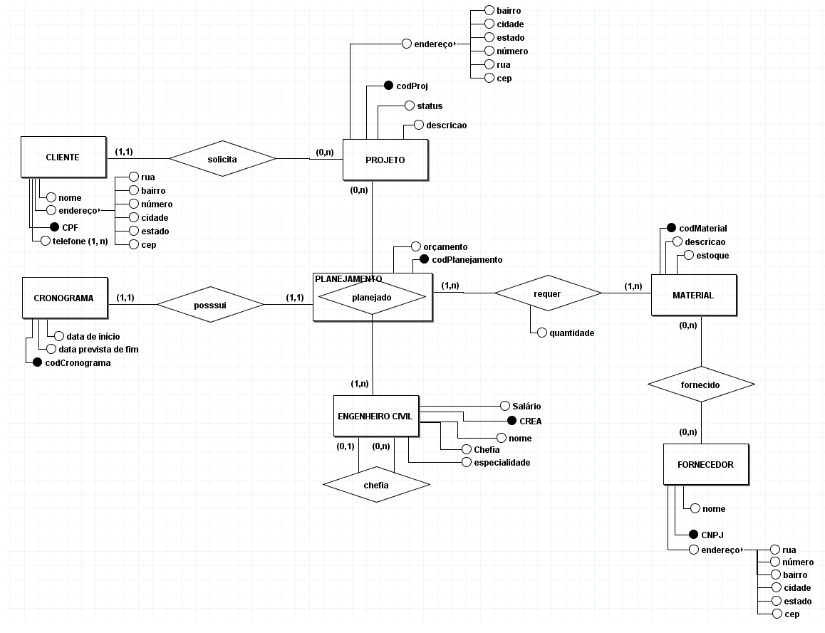 bairro
cidade
estado
endereço
número
rua
cep
codProj
status
descricao
CLIENTE
(1,1)
solicita
(0,n)
PROJETO
(0,n)
nome
endereço
CPF
telefone (1, n)
rua
bairro
número
cidade
estado
cep
orçamento
codPlanejamento
PLANEJAMENTO
planejado
CRONOGRAMA
(1,1)
posssui
(1,1)
data de início
data prevista de fim
codCronograma
(1,n)
requer
(1,n)
quantidade
codMaterial
descricao
estoque
MATERIAL
(0,n)
fornecido
(0,n)
FORNECEDOR
nome
CNPJ
endereço
rua
número
bairro
cidade
estado
cep
(1,n)
ENGENHEIRO CIVIL
Salário
CREA
nome
Chefia
especialidade
(0,1)
(0,n)
chefia